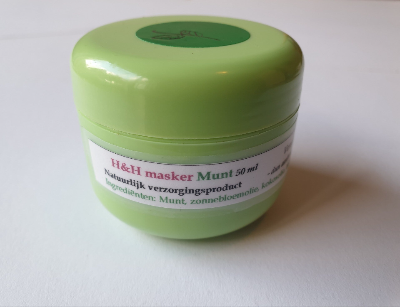 H&H masker Munt 50 ml
Natuurlijk verzorgingsproduct
Ingrediënten: Munt, zonnebloemolie,